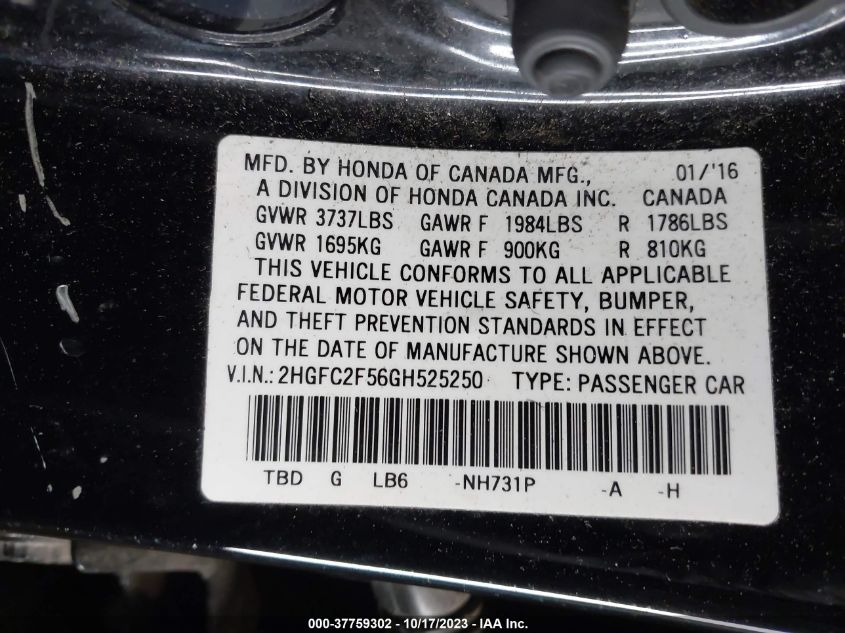 MFD. BY HONDA OF CANADA MFG., 01/'16
A DIVISION OF HONDA CANADA INC. CANADA
GVWR 3737LBS GAWR F 1984LBS R 1786LBS
GVWR 1695KG GAWR F 900KG R 810KG
THIS VEHICLE CONFORMS TO ALL APPLICABLE
FEDERAL MOTOR VEHICLE SAFETY, BUMPER,
AND THEFT PREVENTION STANDARDS IN EFFECT
ON THE DATE OF MANUFACTURE SHOWN ABOVE.
V.I.N.: 2HGFC2F56GH525250 TYPE: PASSENGER CAR
TBD G LB6 -NH731P -A -H
000-37759302 - 10/17/2023 - IAA Inc.